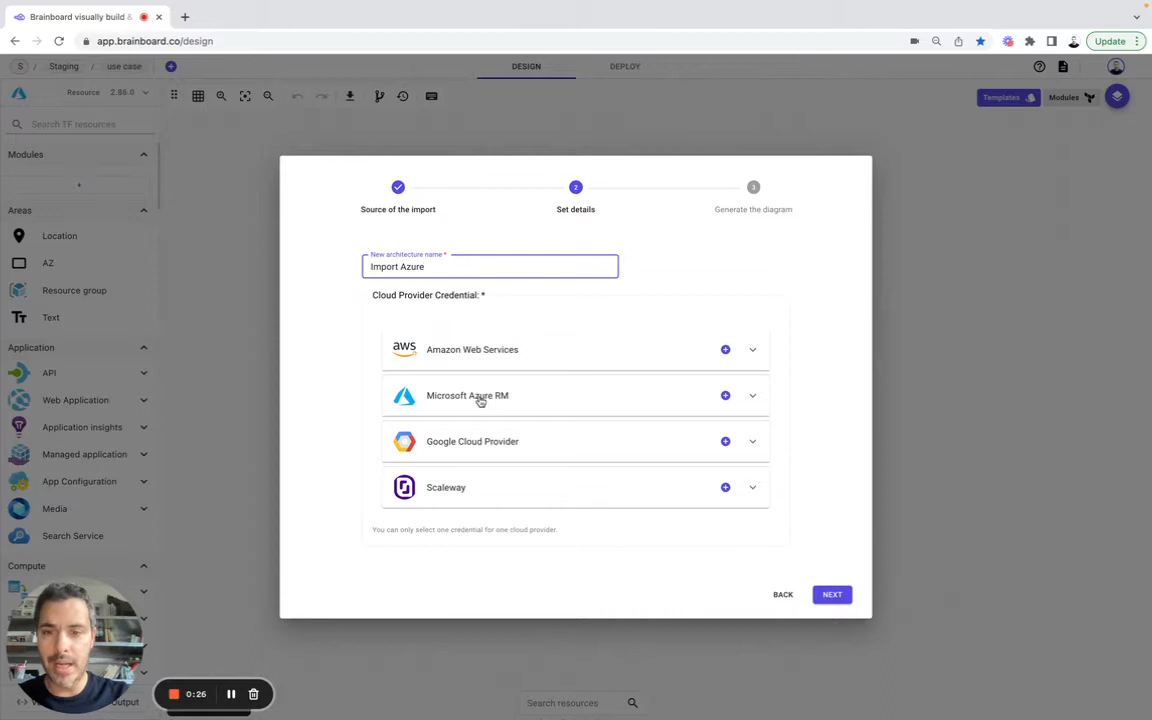 Brainboard visually build &
app.brainboard.co/design
Update
S / Staging / use case
DESIGN
DEPLOY
Resource 2.86.0
Templates
Modules
Search TF resources
Modules
+
Areas
Location
AZ
Resource group
Text
Application
API
Web Application
Application insights
Managed application
App Configuration
Media
Search Service
Compute
2
3
Source of the import
Set details
Generate the diagram
New architecture name *
Import Azure
Cloud Provider Credential: *
aws Amazon Web Services
Microsoft Azure RM
Google Cloud Provider
Scaleway
You can only select one credential for one cloud provider.
BACK
NEXT
0:26
utput
Search resources